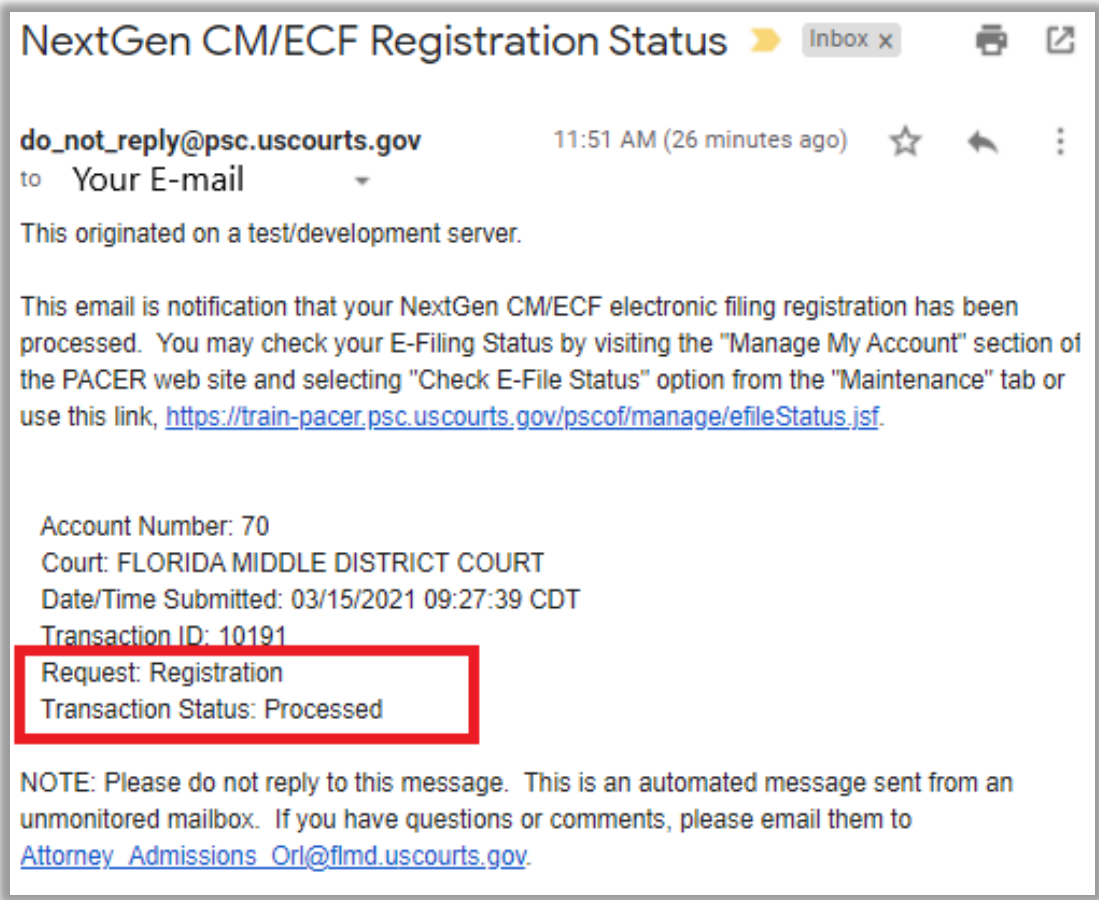 NextGen CM/ECF Registration Status Inbox x
do_not_reply@psc.uscourts.gov 11:51 AM (26 minutes ago)
to Your E-mail
This originated on a test/development server.
This email is notification that your NextGen CM/ECF electronic filing registration has been
processed.  You may check your E-Filing Status by visiting the "Manage My Account" section of
the PACER web site and selecting "Check E-File Status" option from the "Maintenance" tab or
use this link, https://train-pacer.psc.uscourts.gov/pscof/manage/efileStatus.jsf.
Account Number: 70
Court: FLORIDA MIDDLE DISTRICT COURT
Date/Time Submitted: 03/15/2021 09:27:39 CDT
Transaction ID: 10191
Request: Registration
Transaction Status: Processed
NOTE: Please do not reply to this message.  This is an automated message sent from an
unmonitored mailbox.  If you have questions or comments, please email them to
Attorney_Admissions_Orl@flmd.uscourts.gov.